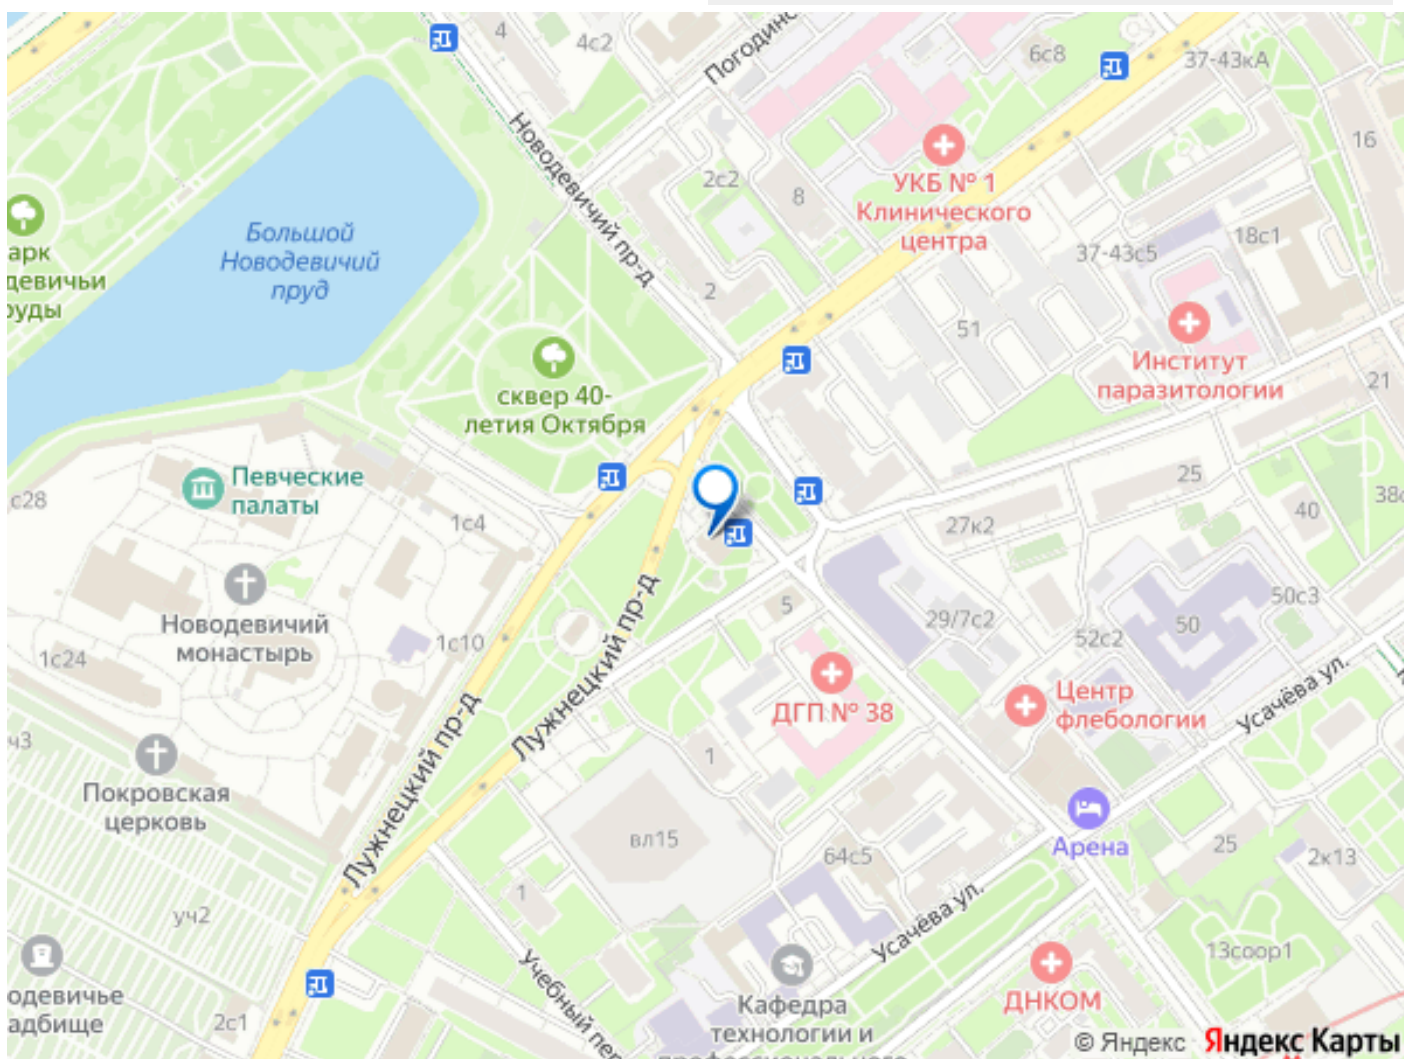 4
4с2
Погодинс
6с8
37-43кА
16
Новодевичий пр-д
2с2
8
УКБ № 1
Клинического
центра
18с1
37-43с5
Большой
Новодевичий
пруд
арк
девичьи
руды
2
51
Институт
паразитологии
21
сквер 40-
летия Октября
Певческие
палаты
с28
1с4
25
38с
40
27к2
Новодевичий
монастырь
1с24
1с10
Лужнецкий пр-д
5
29/7с2
52с2
50
50с3
ДГП № 38
Центр
флебологии
Усачёва ул.
уч3
Покровская
церковь
Лужнецкий пр-д
1
вл15
64с5
Арена
25
2к13
уч2
1
Усачёва ул.
13соор1
одевичье
адбище
2с1
Учебный пер
Кафедра
технологии и
профессионального
ДНКОМ
© Яндекс Яндекс Карты